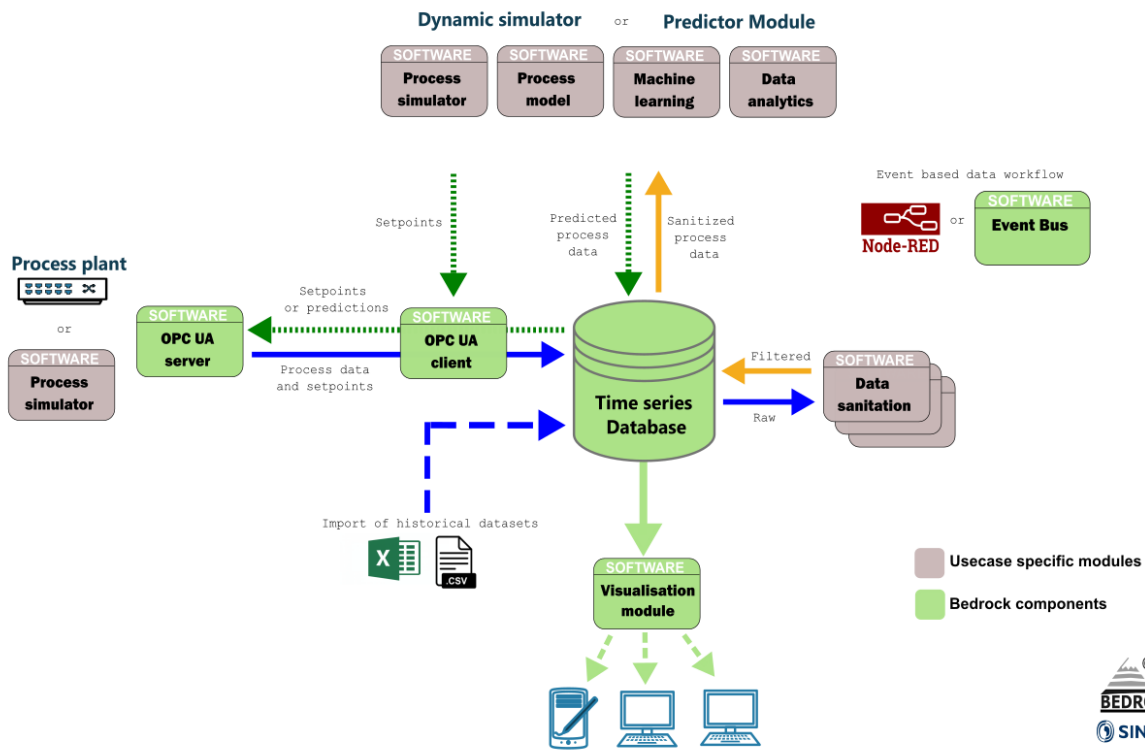 Dynamic simulator
or
Predictor Module
SOFTWARE
Process
simulator
SOFTWARE
Process
model
SOFTWARE
Machine
learning
SOFTWARE
Data
analytics
Setpoints
Predicted
process
data
Sanitized
process
data
Event based data workflow
Node-RED
or
SOFTWARE
Event Bus
Process plant
or
SOFTWARE
Process
simulator
SOFTWARE
OPC UA
server
Setpoints
or predictions
Process data
and setpoints
SOFTWARE
OPC UA
client
Time series
Database
Filtered
Raw
SOFTWARE
Data
sanitation
Import of historical datasets
X
.CSV
SOFTWARE
Visualisation
module
Usecase specific modules
Bedrock components